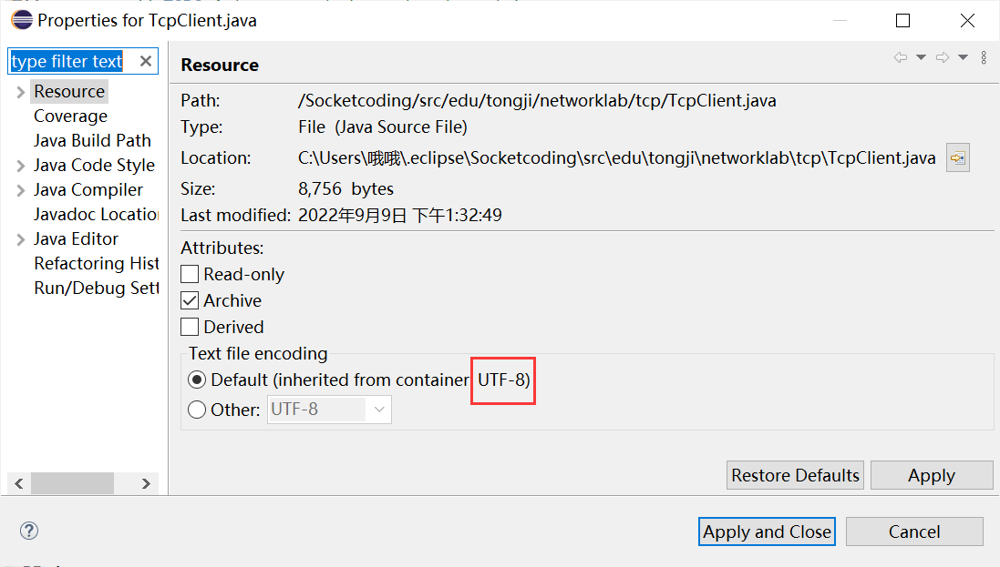 Properties for TcpClient.java
type filter text
Resource
Coverage
Java Build Path
Java Code Style
Java Compiler
Javadoc Location
Java Editor
Refactoring Hist
Run/Debug Sett
Resource
Path: /Socketcoding/src/edu/tongji/networklab/tcp/TcpClient.java
Type: File (Java Source File)
Location: C:\Users\哦哦\.eclipse\Socketcoding\src\edu\tongji\networklab\tcp\TcpClient.java
Size: 8,756 bytes
Last modified: 2022年9月9日 下午1:32:49
Attributes:
Read-only
Archive
Derived
Text file encoding
Default (inherited from container UTF-8)
Other: UTF-8
Restore Defaults Apply
Apply and Close Cancel